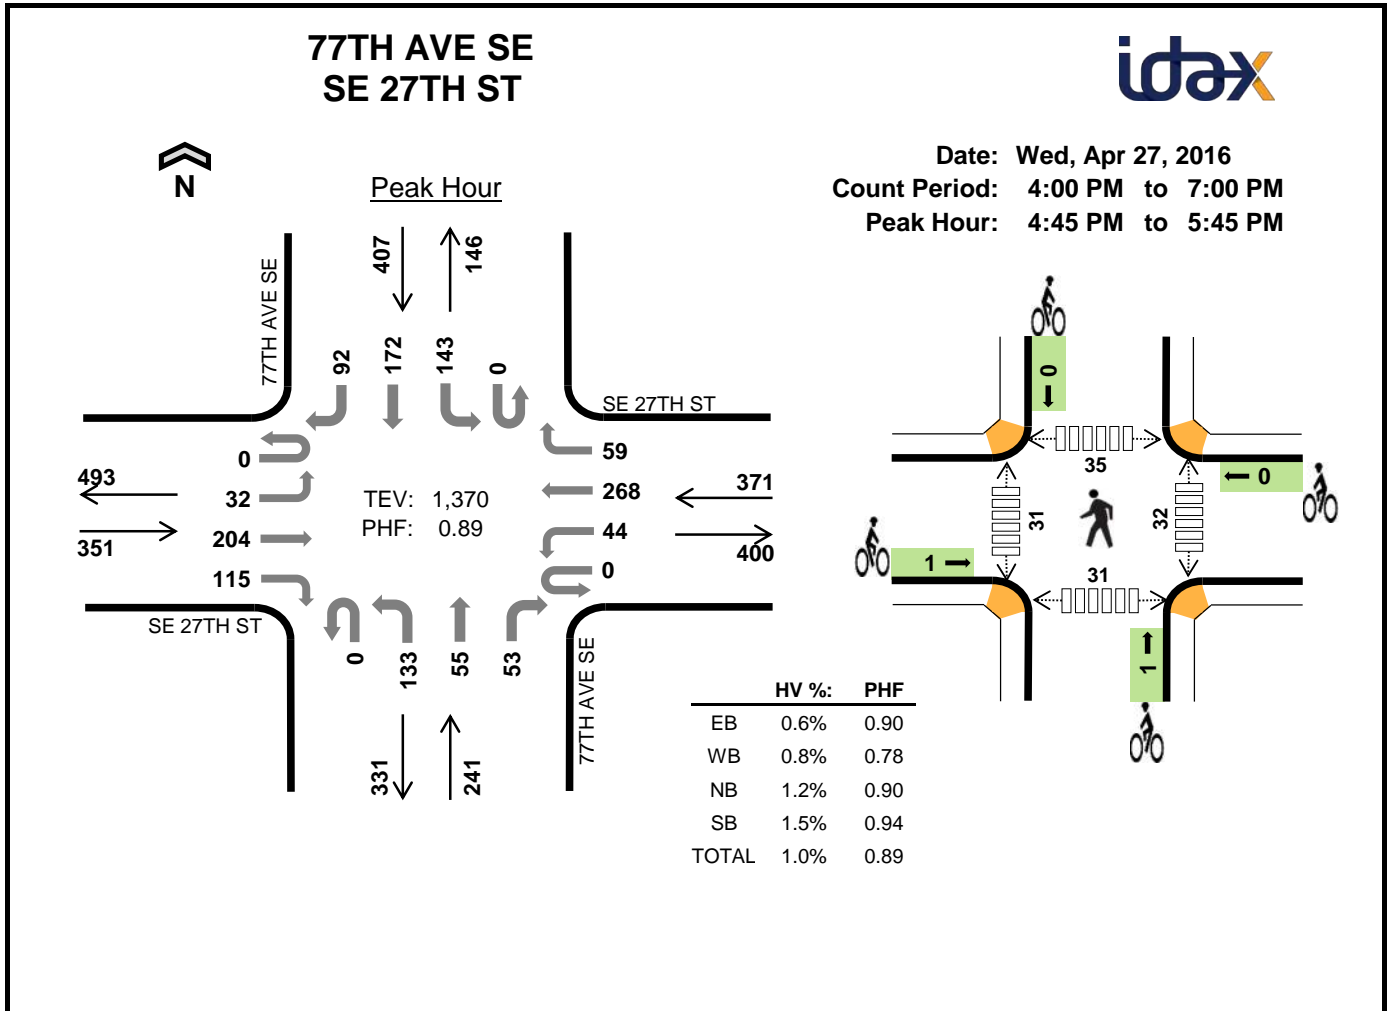 77TH AVE SE
SE 27TH ST
idax
Date: Wed, Apr 27, 2016
Count Period: 4:00 PM to 7:00 PM
Peak Hour: 4:45 PM to 5:45 PM
N
Peak Hour
407
146
77TH AVE SE
92
172
143
0
SE 27TH ST
0
32
204
115
493
351
TEV: 1,370
PHF: 0.89
59
268
44
0
371
400
SE 27TH ST
0
133
55
53
77TH AVE SE
331
241
0
35
0
31
32
1
31
1
HV %: PHF
EB 0.6% 0.90
WB 0.8% 0.78
NB 1.2% 0.90
SB 1.5% 0.94
TOTAL 1.0% 0.89